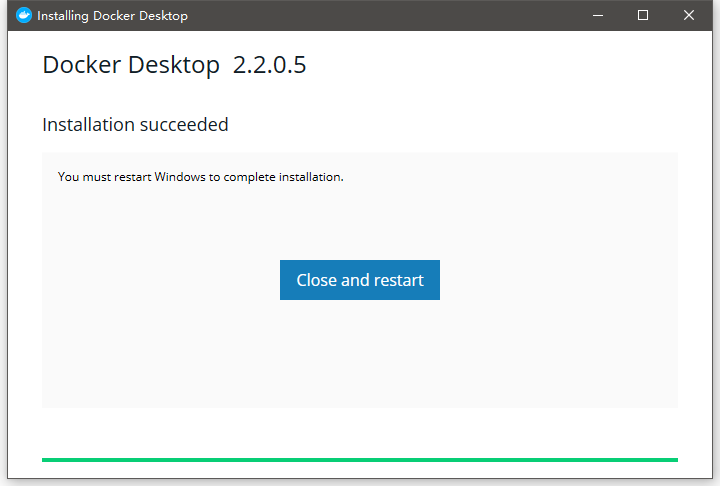 Installing Docker Desktop
Docker Desktop 2.2.0.5
Installation succeeded
You must restart Windows to complete installation.
Close and restart